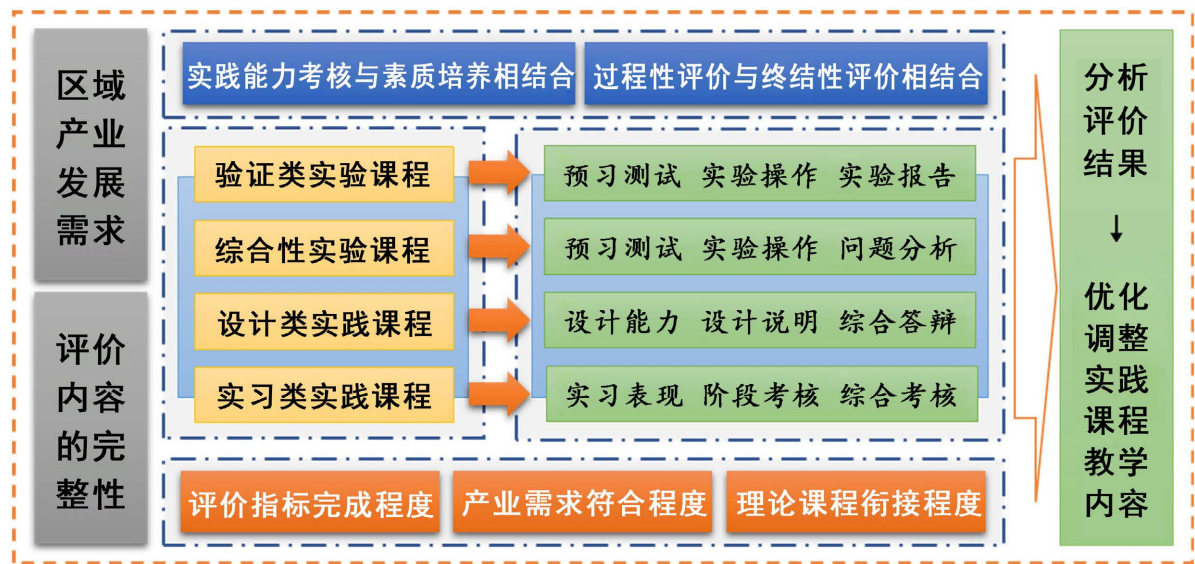 区域
产业
发展
需求
评价
内容
的完
整性
实践能力考核与素质培养相结合
过程性评价与终结性评价相结合
验证类实验课程
预习测试 实验操作 实验报告
综合性实验课程
预习测试 实验操作 问题分析
设计类实践课程
设计能力 设计说明 综合答辩
实习类实践课程
实习表现 阶段考核 综合考核
评价指标完成程度
产业需求符合程度
理论课程衔接程度
分析
评价
结果
↓
优化
调整
实践
课程
教学
内容